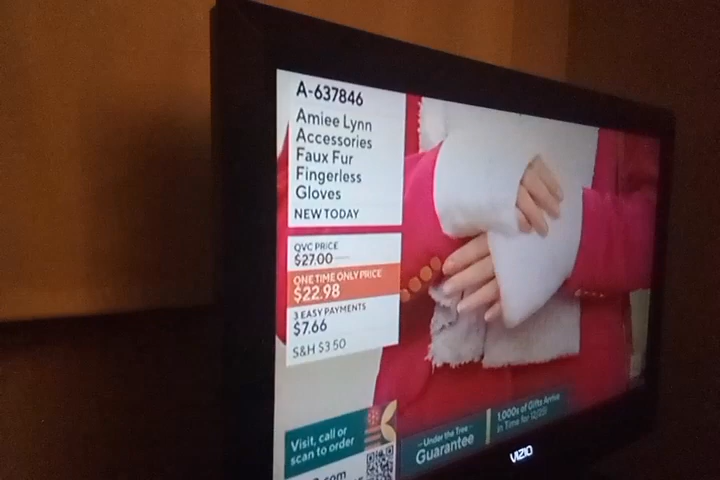 A-637846
Amiee Lynn
Accessories
Faux Fur
Fingerless
Gloves
NEW TODAY
QVC PRICE
$27.00
ONE TIME ONLY PRICE
$22.98
3 EASY PAYMENTS
$7.66
S&H $3.50
Visit, call or
scan to order
.com
–Under the Tree–
Guarantee
1,000s of Gifts Arrive
in Time for 12/25!
VIZIO